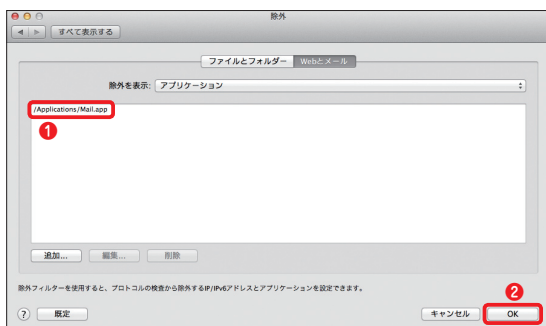 除外
すべて表示する
ファイルとフォルダー Webとメール
除外を表示: アプリケーション
/Applications/Mail.app
1
追加... 編集... 削除
除外フィルターを使用すると、プロトコルの検査から除外するIP/IPv6アドレスとアプリケーションを設定できます。
2
? 既定 キャンセル OK